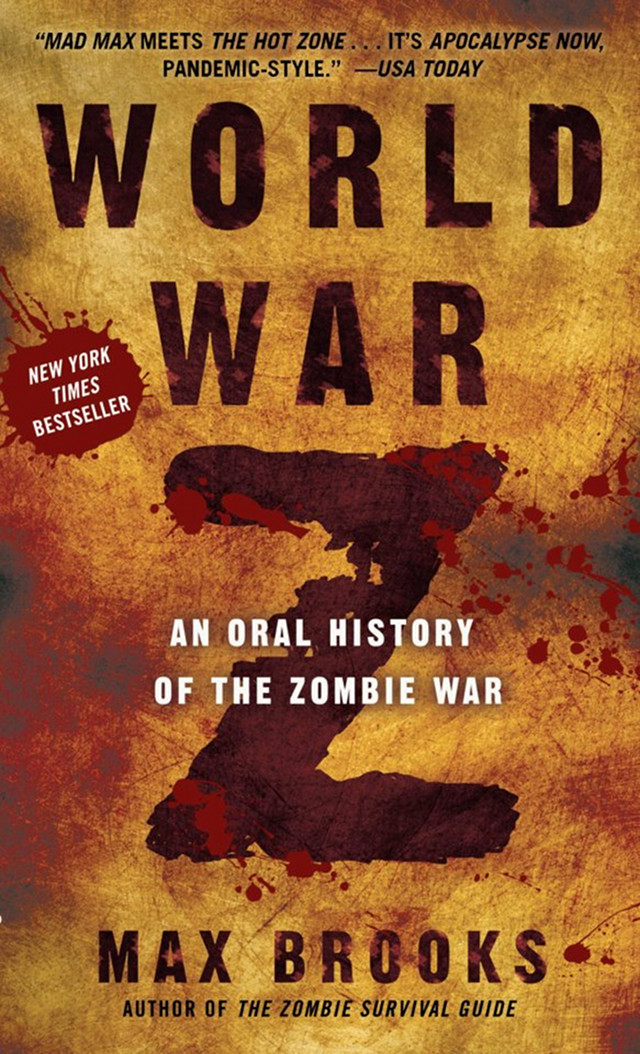 “MAD MAX MEETS THE HOT ZONE . . . IT’S APOCALYPSE NOW,
PANDEMIC-STYLE.” —USA TODAY
WORLD
WAR
NEW YORK
TIMES
BESTSELLER
Z
AN ORAL HISTORY
OF THE ZOMBIE WAR
MAX BROOKS
AUTHOR OF THE ZOMBIE SURVIVAL GUIDE